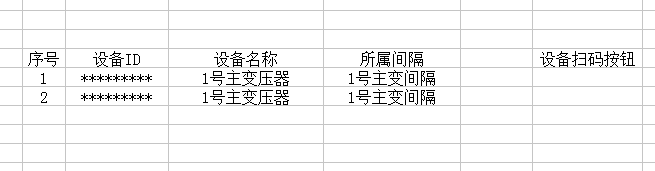 序号 设备ID 设备名称 所属间隔 设备扫码按钮
1 ********* 1号主变压器 1号主变间隔
2 ********* 1号主变压器 1号主变间隔